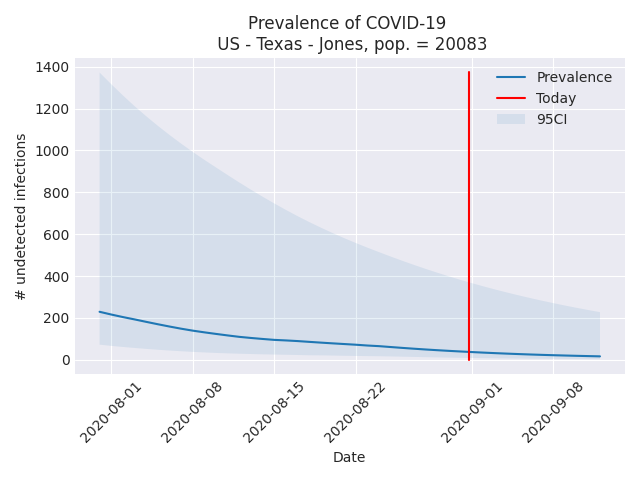 Prevalence of COVID-19
US - Texas - Jones, pop. = 20083
# undetected infections
1400
1200
1000
800
600
400
200
0
Prevalence
Today
95CI
2020-08-01
2020-08-08
2020-08-15
2020-08-22
2020-09-01
2020-09-08
Date